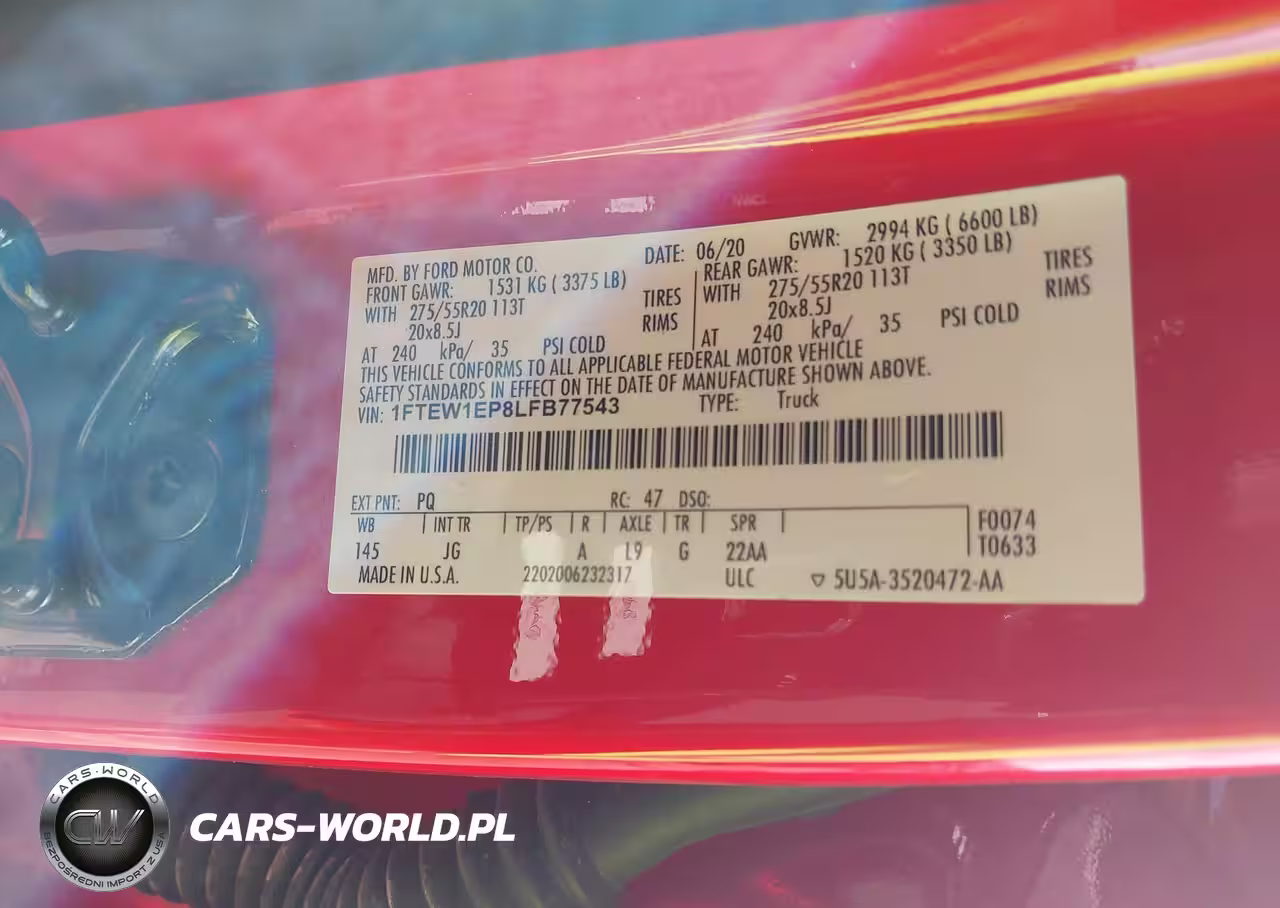 MFD. BY FORD MOTOR CO. DATE: 06/20 GVWR: 2994 KG ( 6600 LB)
FRONT GAWR: 1531 KG ( 3375 LB) REAR GAWR: 1520 KG ( 3350 LB)
WITH 275/55R20 113T TIRES WITH 275/55R20 113T TIRES
20x8.5J RIMS 20x8.5J RIMS
AT 240 kPa/ 35 PSI COLD AT 240 kPa/ 35 PSI COLD
THIS VEHICLE CONFORMS TO ALL APPLICABLE FEDERAL MOTOR VEHICLE
SAFETY STANDARDS IN EFFECT ON THE DATE OF MANUFACTURE SHOWN ABOVE.
VIN: 1FTEW1EP8LFB77543 TYPE: Truck
EXT PNT: PQ RC: 47 DSO:
WB INT TR TP/PS R AXLE TR SPR F0074
145 JG A L9 G 22AA T0633
MADE IN U.S.A. 2202006232317 ULC 5U5A-3520472-AA
CARS-WORLD
CW
BEZPOŚREDNI IMPORT Z USA
CARS-WORLD.PL